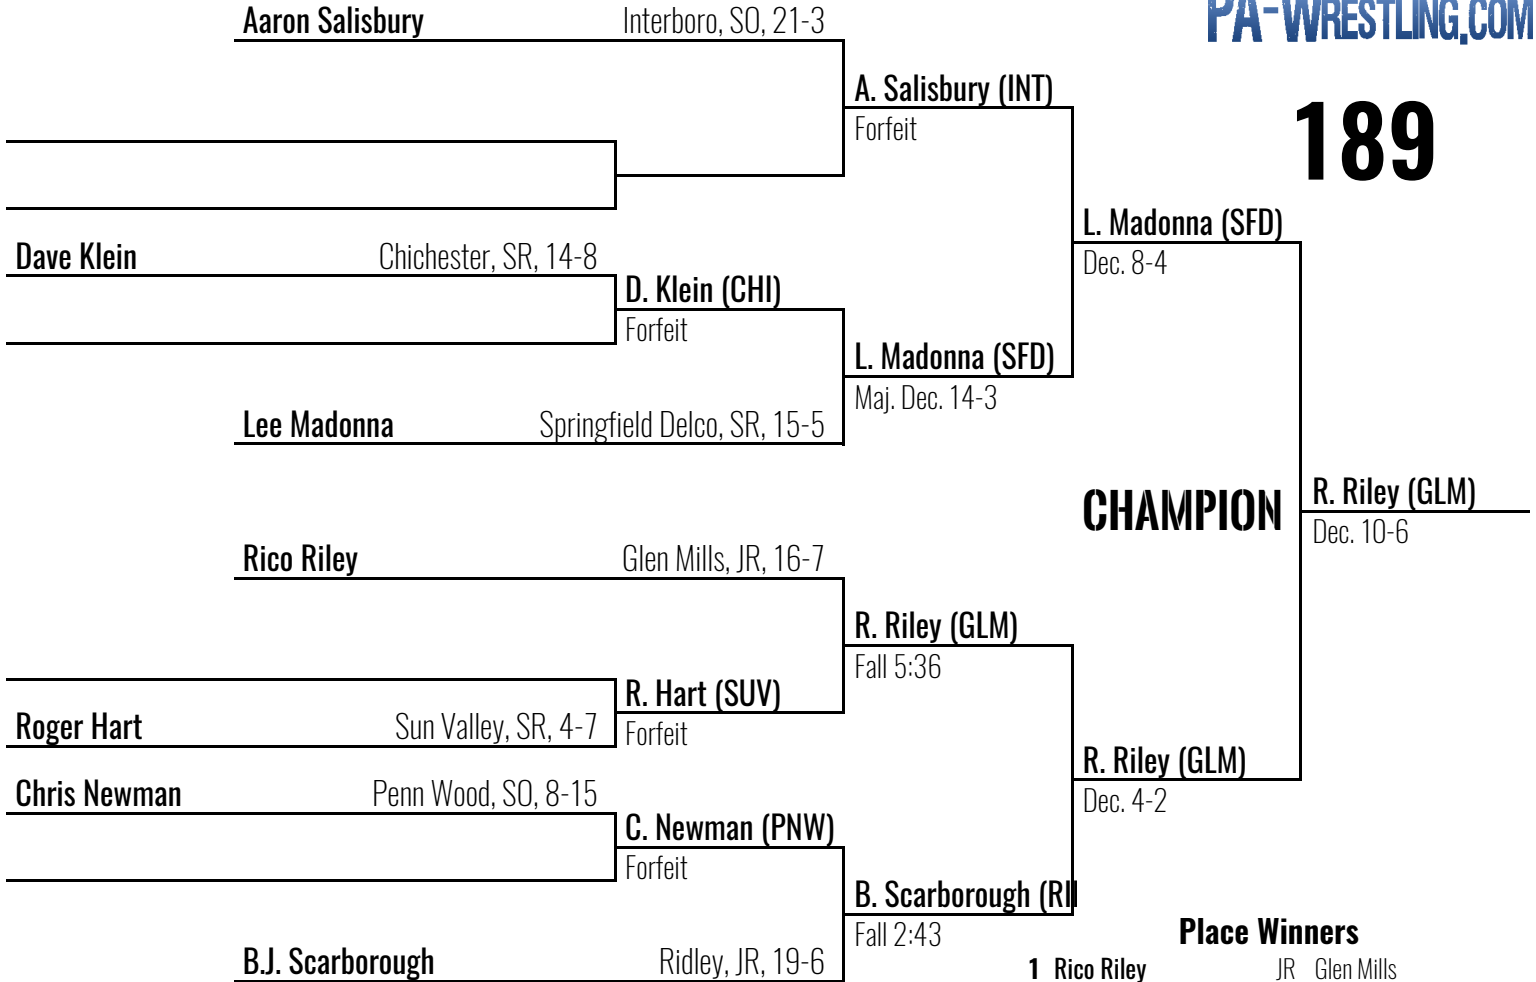 PA-WRESTLING.COM
189
Aaron Salisbury Interboro, SO, 21-3
A. Salisbury (INT)
Forfeit
L. Madonna (SFD)
Dec. 8-4
Dave Klein Chichester, SR, 14-8
D. Klein (CHI)
Forfeit
L. Madonna (SFD)
Maj. Dec. 14-3
Lee Madonna Springfield Delco, SR, 15-5
CHAMPION
R. Riley (GLM)
Dec. 10-6
Rico Riley Glen Mills, JR, 16-7
R. Riley (GLM)
Fall 5:36
R. Hart (SUV)
Forfeit
Roger Hart Sun Valley, SR, 4-7
R. Riley (GLM)
Dec. 4-2
Chris Newman Penn Wood, SO, 8-15
C. Newman (PNW)
Forfeit
B. Scarborough
Fall 2:43
B.J. Scarborough Ridley, JR, 19-6
Place Winners
1 Rico Riley JR Glen Mills